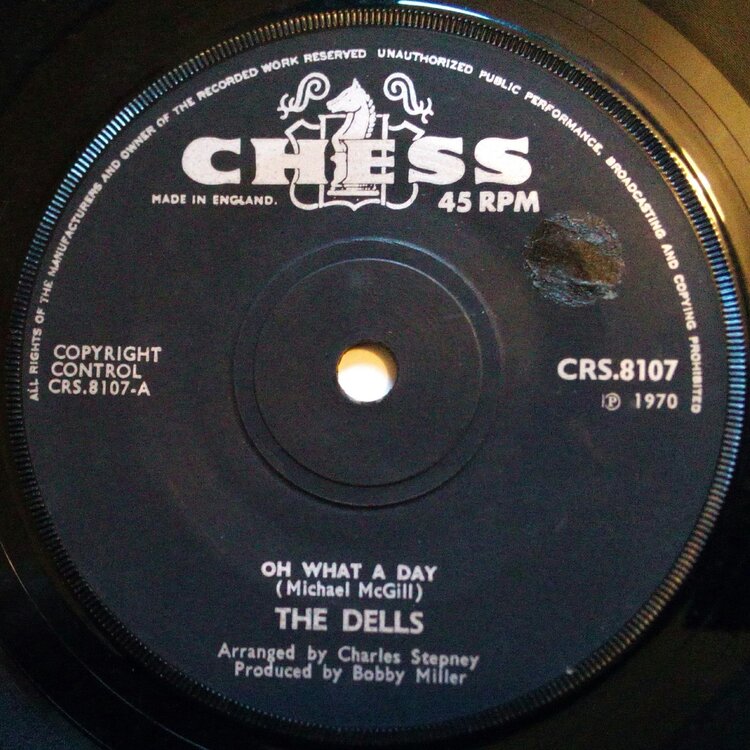 ALL RIGHTS OF THE MANUFACTURERS AND OWNER OF THE RECORDED WORK RESERVED UNAUTHORIZED PUBLIC PERFORMANCE, BROADCASTING AND COPYING PROHIBITED
CHESS
MADE IN ENGLAND.
45 RPM
COPYRIGHT
CONTROL
CRS.8107-A
CRS.8107
℗ 1970
OH WHAT A DAY
(Michael McGill)
THE DELLS
Arranged by Charles Stepney
Produced by Bobby Miller